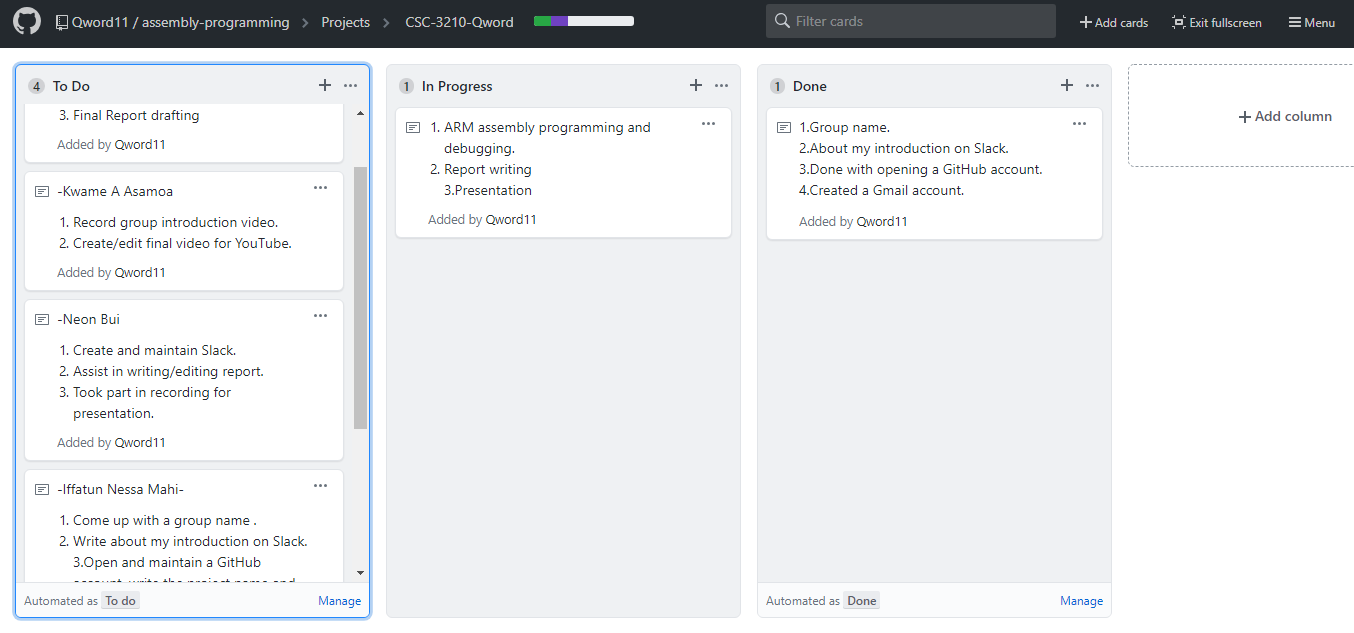 Qword11 / assembly-programming > Projects > CSC-3210-Qword
Filter cards
+ Add cards
Exit fullscreen
Menu
4 To Do
3. Final Report drafting
Added by Qword11
-Kwame A Asamoa
1. Record group introduction video.
2. Create/edit final video for YouTube.
Added by Qword11
-Neon Bui
1. Create and maintain Slack.
2. Assist in writing/editing report.
3. Took part in recording for
presentation.
Added by Qword11
-Iffatun Nessa Mahi-
1. Come up with a group name .
2. Write about my introduction on Slack.
3.Open and maintain a GitHub
account, write the project name and
Automated as To do
Manage
1 In Progress
1. ARM assembly programming and
debugging.
2. Report writing
3.Presentation
Added by Qword11
1 Done
1.Group name.
2.About my introduction on Slack.
3.Done with opening a GitHub account.
4.Created a Gmail account.
Added by Qword11
Automated as Done
Manage
+ Add column